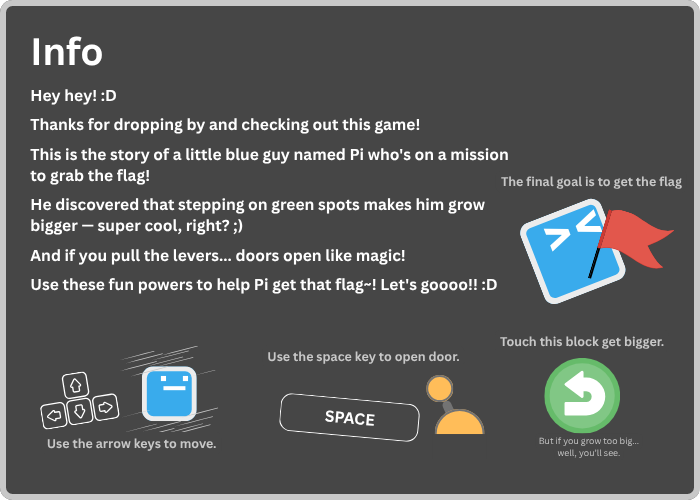 Info
Hey hey! :D
Thanks for dropping by and checking out this game!
This is the story of a little blue guy named Pi who's on a mission
to grab the flag!
He discovered that stepping on green spots makes him grow
bigger — super cool, right? ;)
And if you pull the levers... doors open like magic!
Use these fun powers to help Pi get that flag~! Let's goooo!! :D
The final goal is to get the flag
Use the arrow keys to move.
Use the space key to open door.
SPACE
Touch this block get bigger.
But if you grow too big...
well, you'll see.